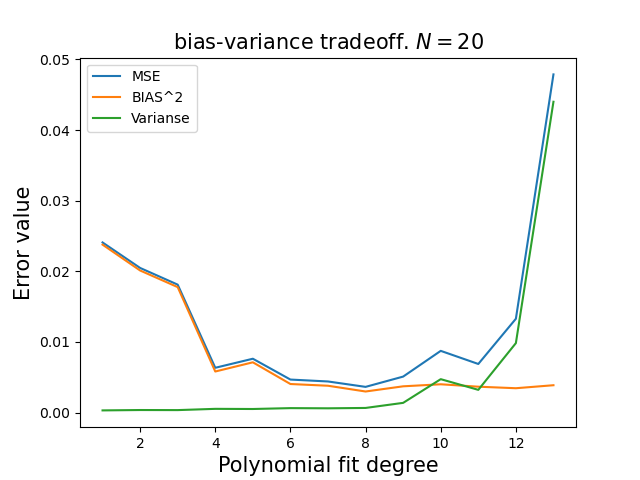 bias-variance tradeoff. N = 20
0.05
0.04
0.03
0.02
0.01
0.00
Error value
MSE
BIAS^2
Varianse
2 4 6 8 10 12
Polynomial fit degree